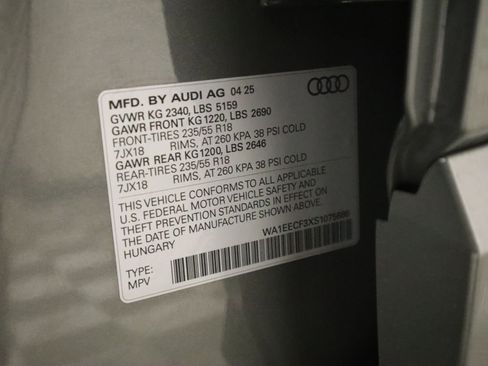 MFD. BY AUDI AG 04 25
GVWR KG 2340, LBS 5159
GAWR FRONT KG 1220, LBS 2690
FRONT-TIRES 235/55 R18
7JX18 RIMS, AT 260 KPA 38 PSI COLD
GAWR REAR KG1200, LBS 2646
REAR-TIRES 235/55 R18
7JX18 RIMS, AT 260 KPA 38 PSI COLD
THIS VEHICLE CONFORMS TO ALL APPLICABLE
U.S. FEDERAL MOTOR VEHICLE SAFETY AND
THEFT PREVENTION STANDARDS IN EFFECT ON
THE DATE OF MANUFACTURE SHOWN ABOVE.
HUNGARY
WA1EECF3XS1075686
TYPE:
MPV